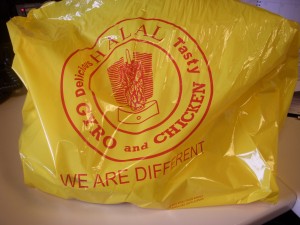 Delicious HALAL Tasty
GYRO and CHICKEN
WE ARE DIFFERENT